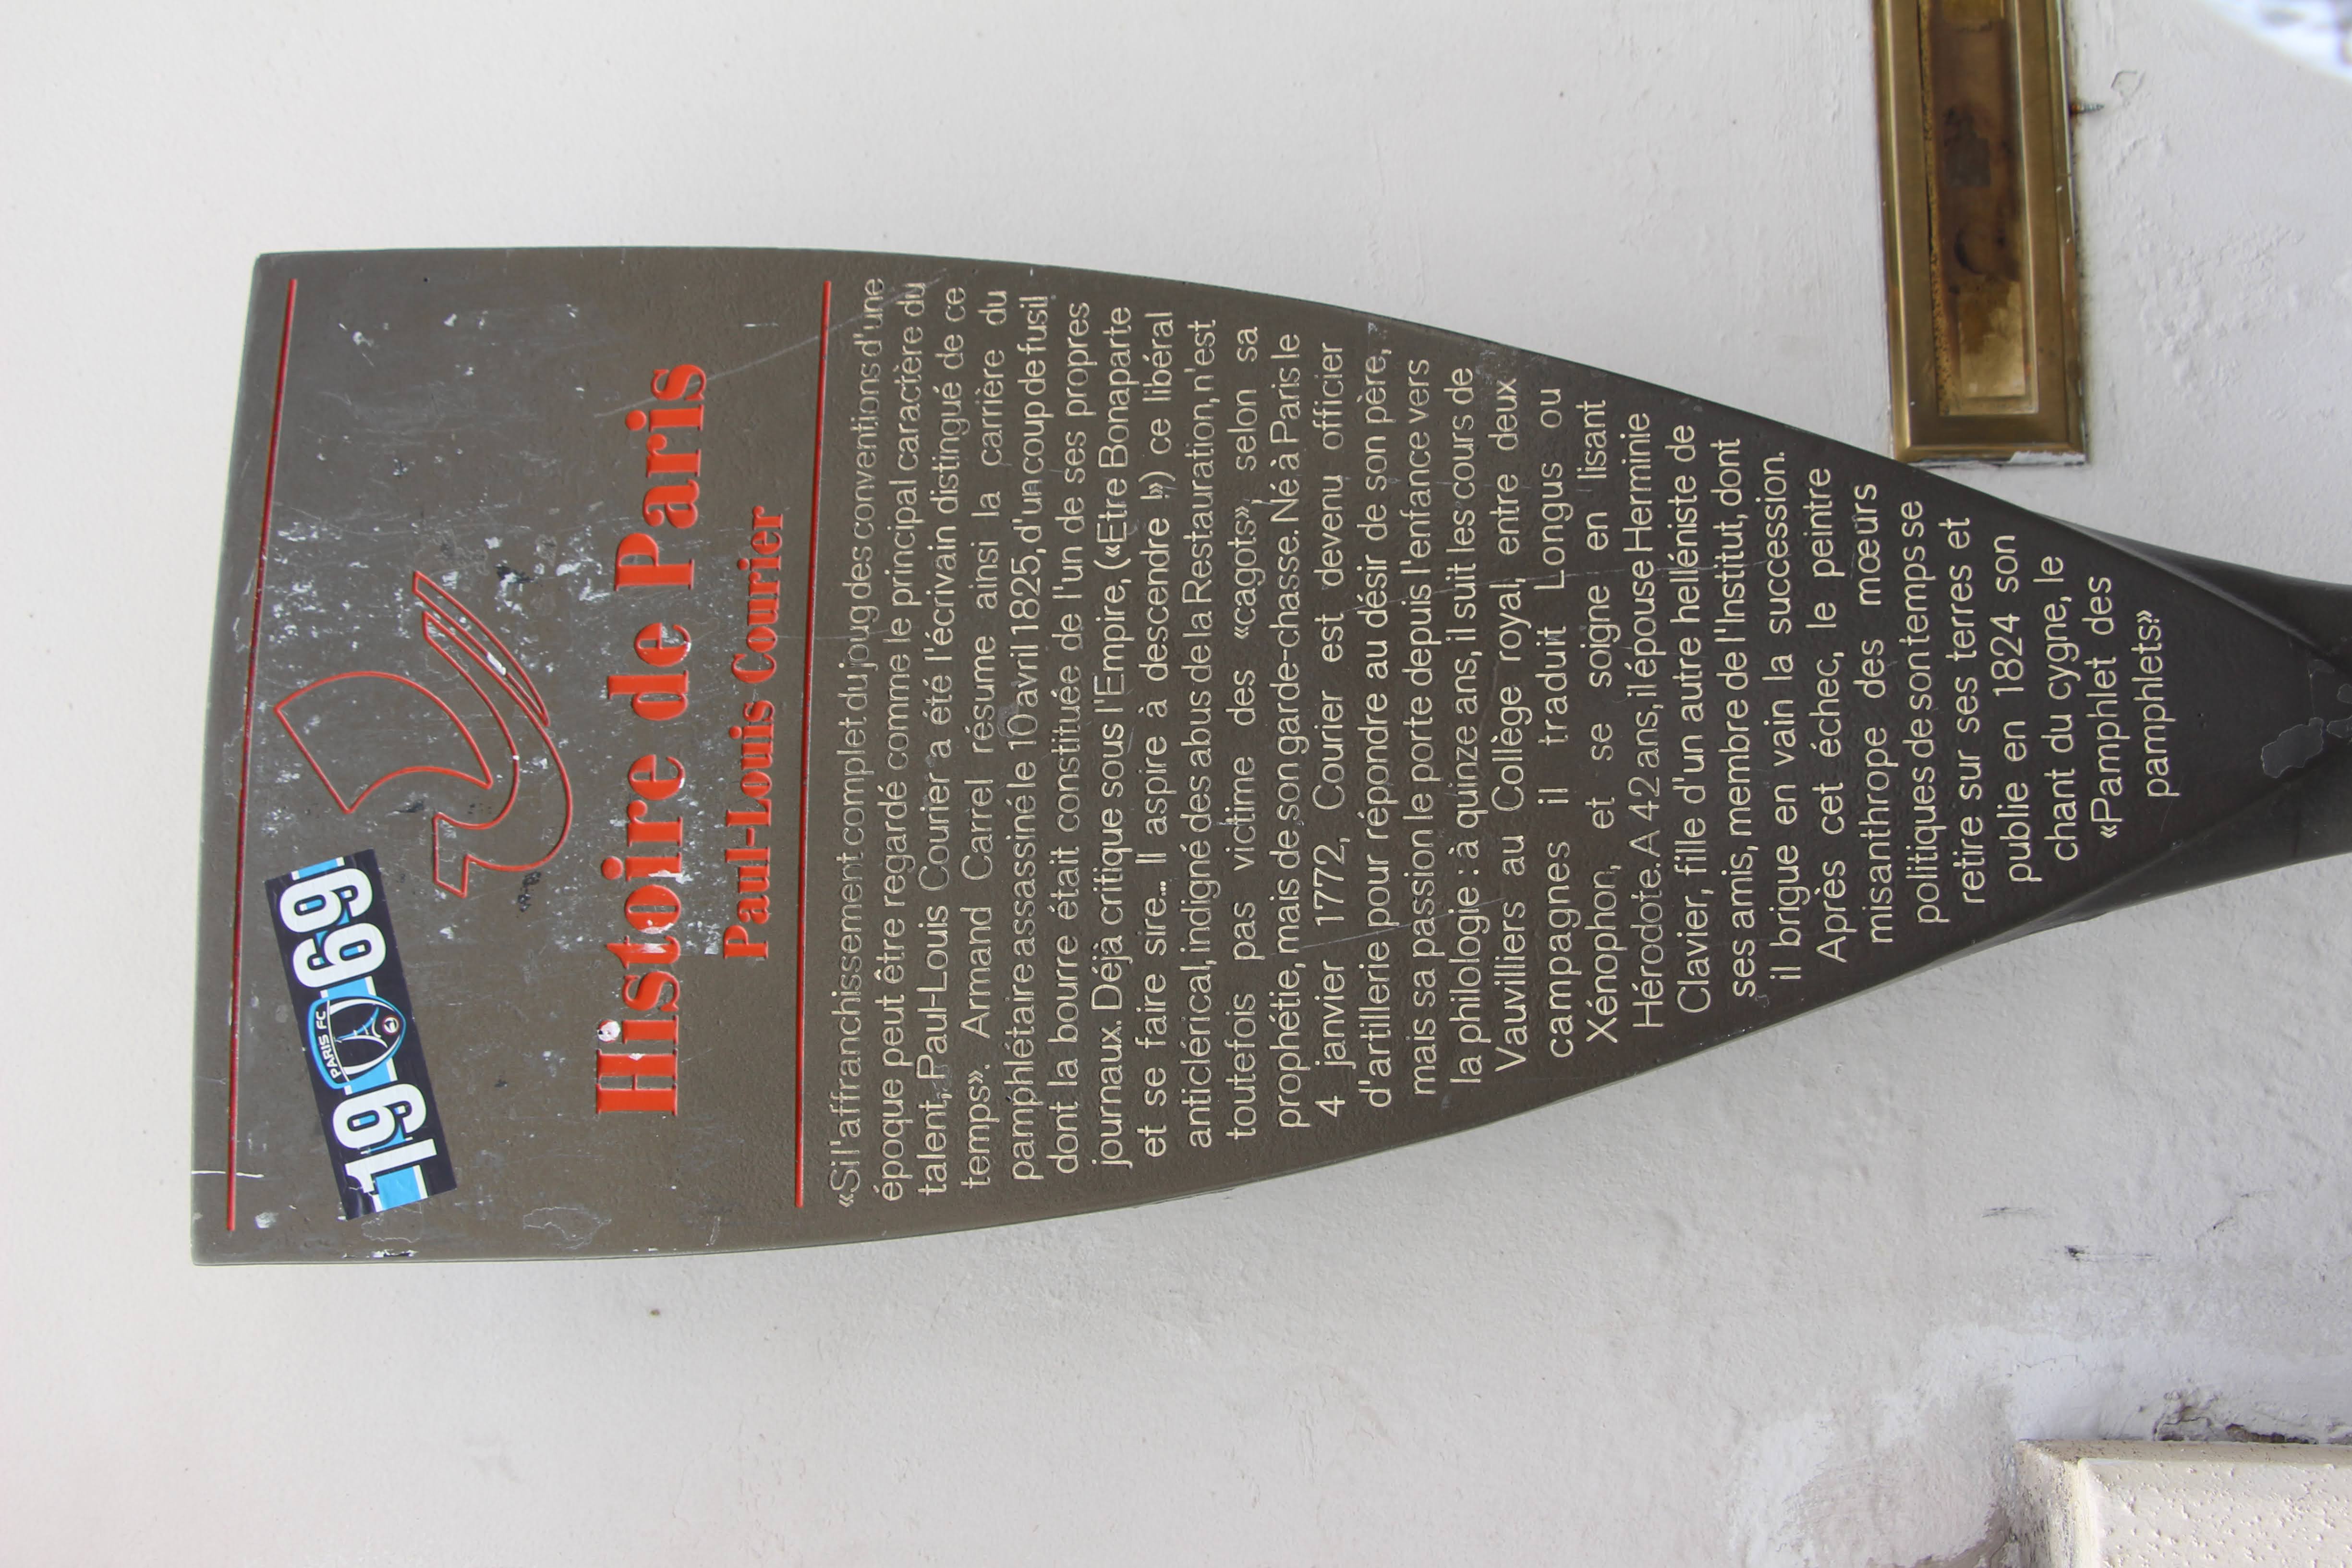 1969
PARIS FC
Histoire de Paris
Paul-Louis Courier
«Si l'affranchissement complet du joug des conventions d'une
époque peut être regardé comme le principal caractère du
talent, Paul-Louis Courier a été l'écrivain distingué de ce
temps». Armand Carrel résume ainsi la carrière du
pamphlétaire assassiné le 10 avril 1825, d'un coup de fusil
dont la bourre était constituée de l'un de ses propres
journaux. Déjà critique sous l'Empire, («Etre Bonaparte
et se faire sire... Il aspire à descendre !») ce libéral
anticlérical, indigné des abus de la Restauration, n'est
toutefois pas victime des «cagots», selon sa
prophétie, mais de son garde-chasse. Né à Paris le
4 janvier 1772, Courier est devenu officier
d'artillerie pour répondre au désir de son père,
mais sa passion le porte depuis l'enfance vers
la philologie : à quinze ans, il suit les cours de
Vauvilliers au Collège royal, entre deux
campagnes il traduit Longus ou
Xénophon, et se soigne en lisant
Hérodote. A 42 ans, il épouse Herminie
Clavier, fille d'un autre helléniste de
ses amis, membre de l'Institut, dont
il brigue en vain la succession.
Après cet échec, le peintre
misanthrope des mœurs
politiques de son temps se
retire sur ses terres et
publie en 1824 son
chant du cygne, le
«Pamphlet des
pamphlets»